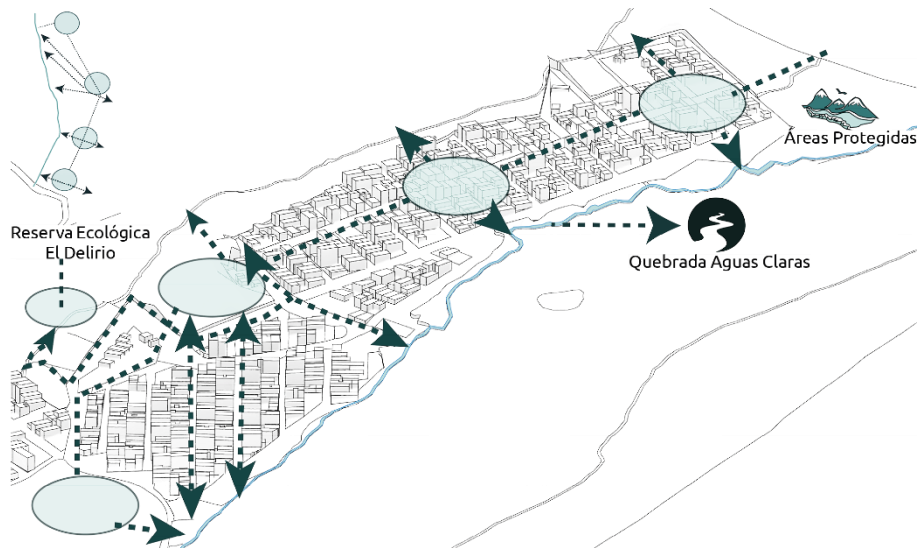 Áreas Protegidas
Reserva Ecológica
El Delirio
Quebrada Aguas Claras